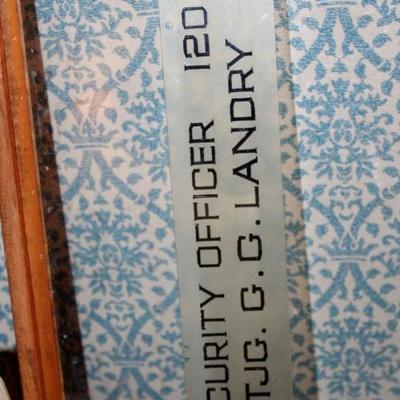 CURITY OFFICER 120
TJG. G.G. LANDRY